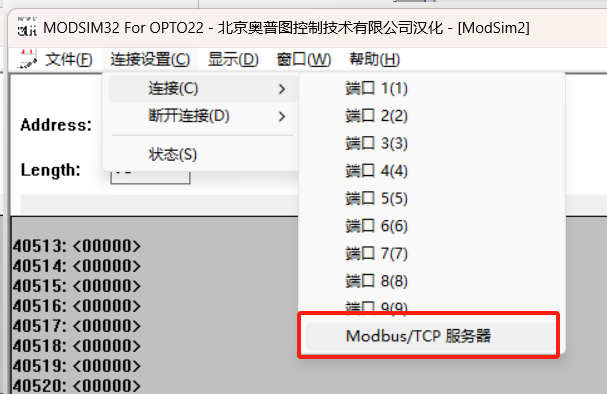 MODSIM32 For OPTO22 - 北京奥普图控制技术有限公司汉化 - [ModSim2]
文件(F) 连接设置(C) 显示(D) 窗口(W) 帮助(H)
连接(C)
断开连接(D)
状态(S)
端口 1(1)
端口 2(2)
端口 3(3)
端口 4(4)
端口 5(5)
端口 6(6)
端口 7(7)
端口 8(8)
端口 9(9)
Modbus/TCP 服务器
Address:
Length:
40513: <00000>
40514: <00000>
40515: <00000>
40516: <00000>
40517: <00000>
40518: <00000>
40519: <00000>
40520: <00000>